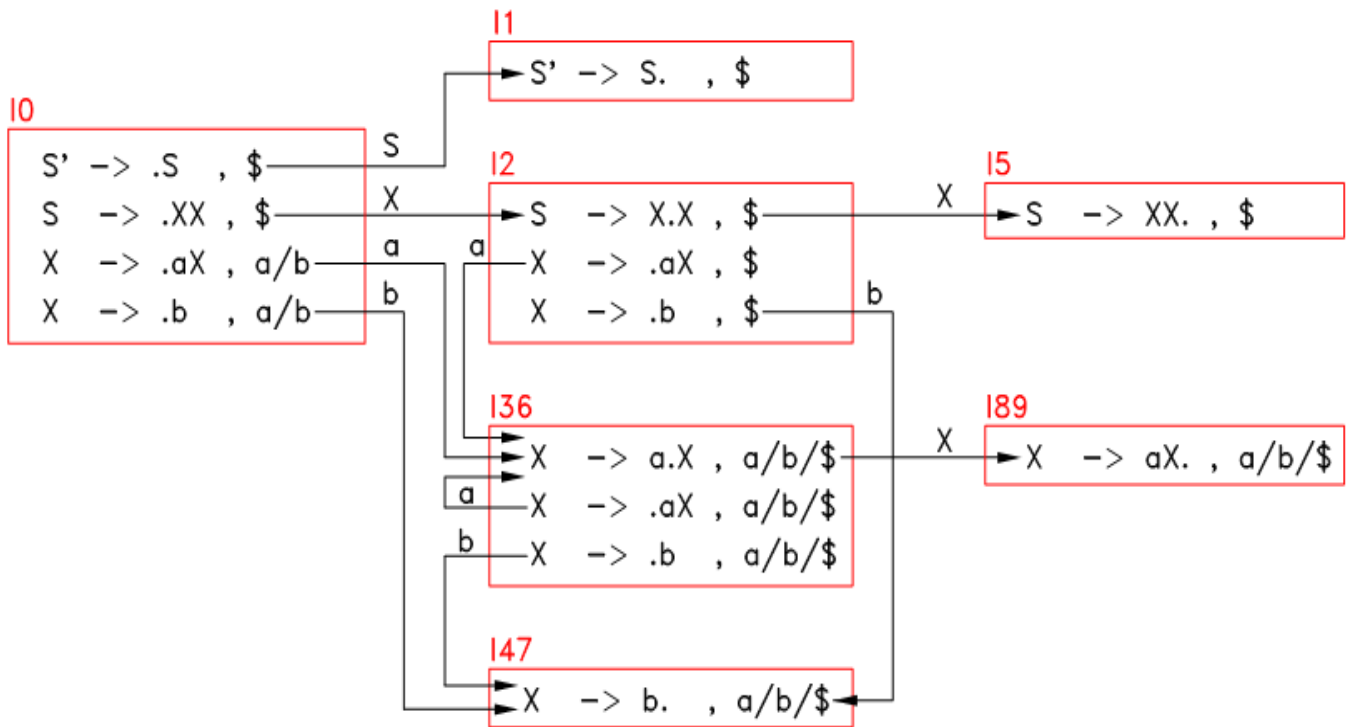 I0
S' -> .S , $
S -> .XX , $
X -> .aX , a/b
X -> .b , a/b
S
X
a
b
I1
S' -> S. , $
I2
S -> X.X , $
X -> .aX , $
X -> .b , $
a
X
b
I5
S -> XX. , $
I36
X -> a.X , a/b/$
X -> .aX , a/b/$
X -> .b , a/b/$
a
b
X
I89
X -> aX. , a/b/$
I47
X -> b. , a/b/$